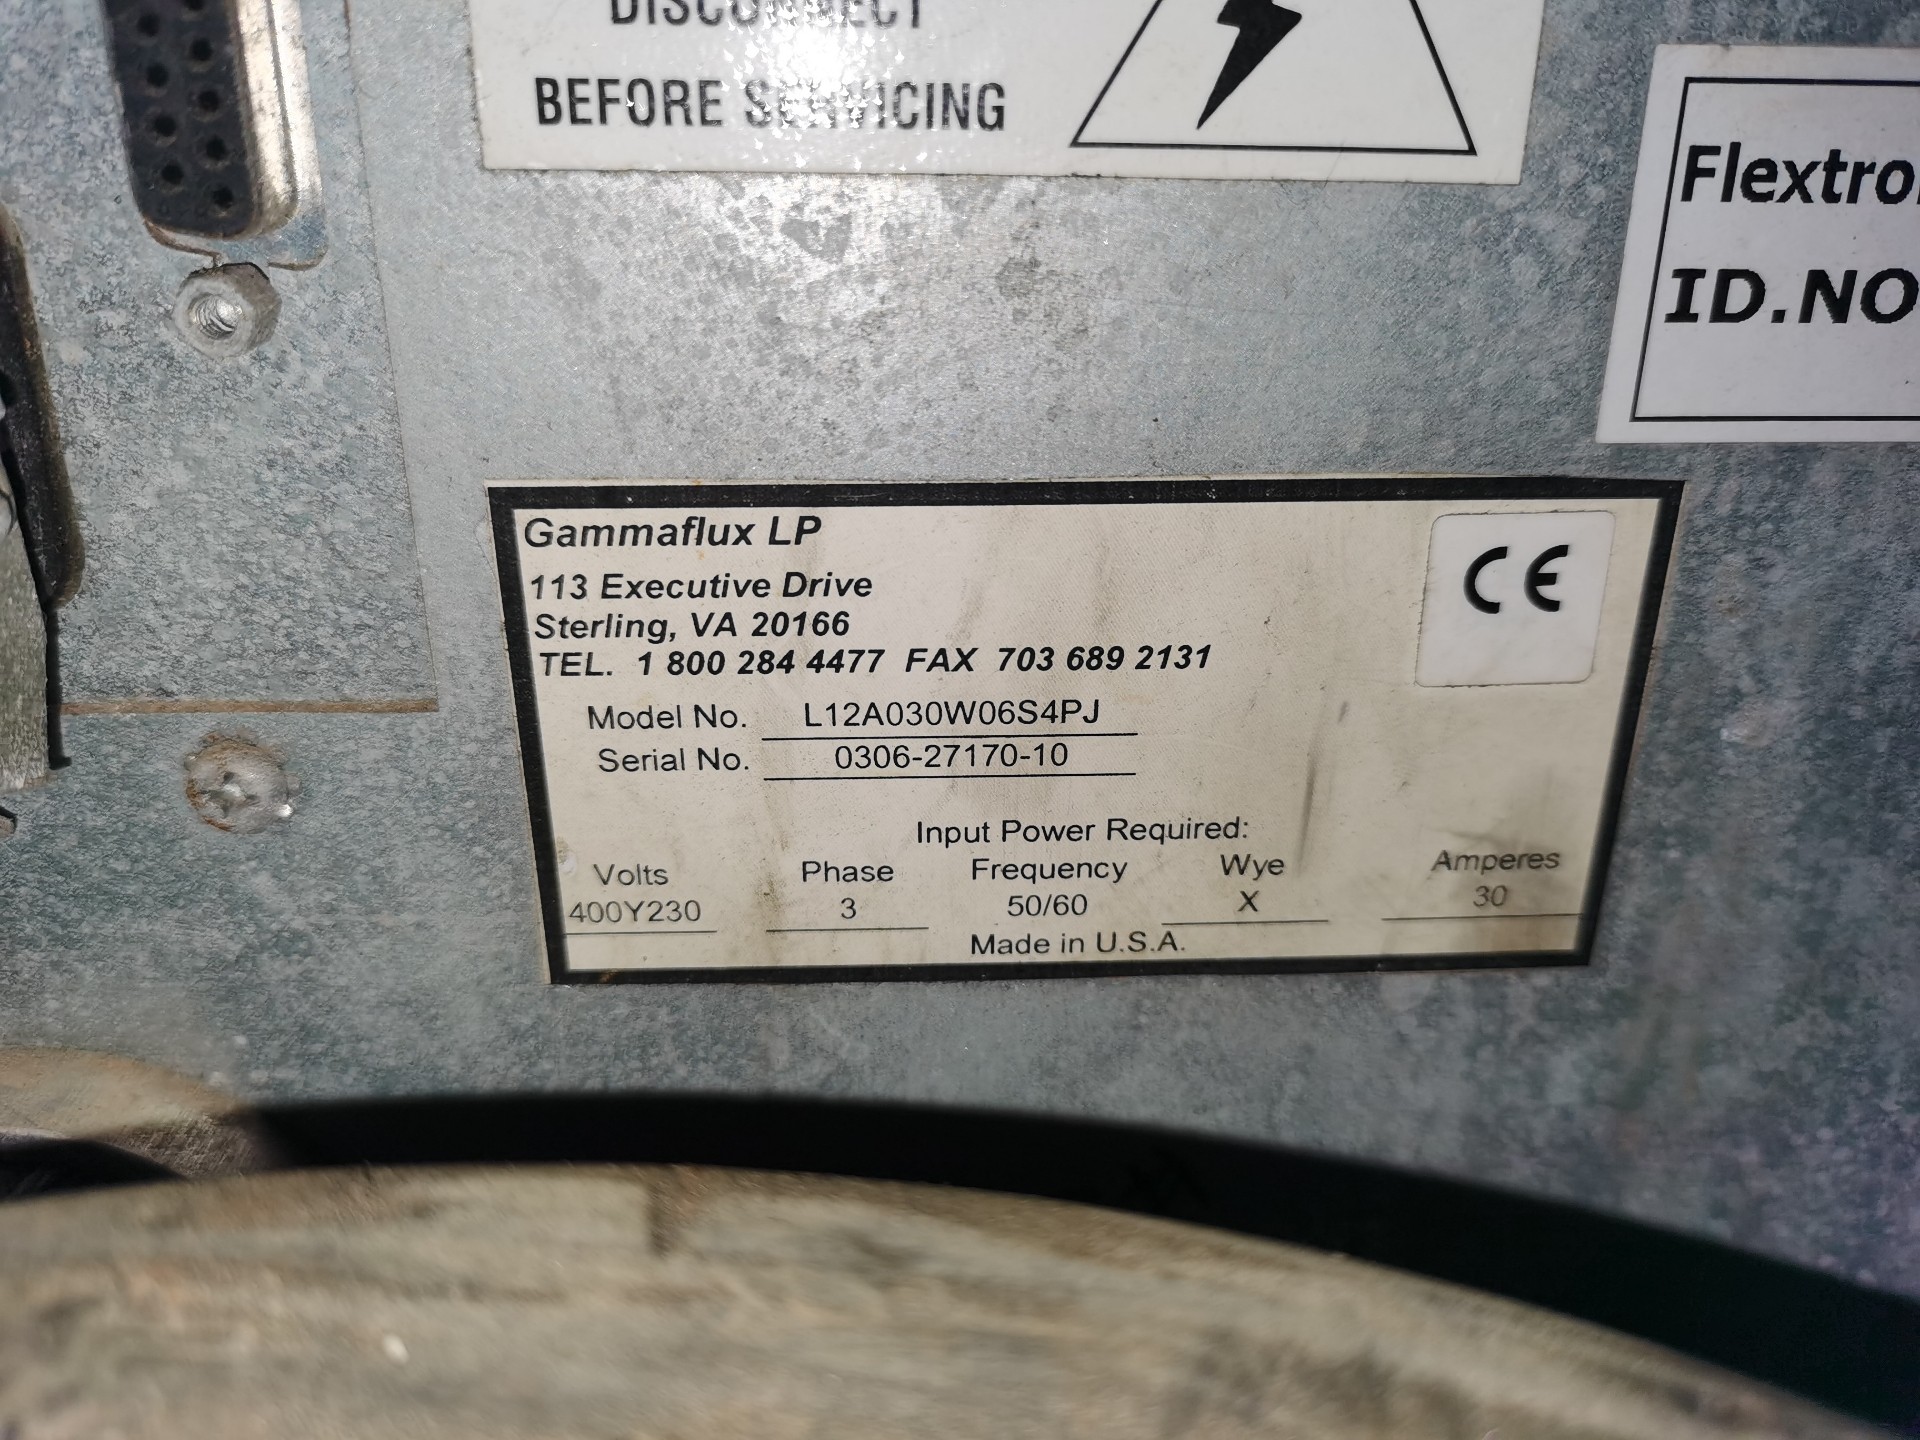 DISCONNECT
BEFORE SERVICING
Flextro
ID.NO
Gammaflux LP
113 Executive Drive
Sterling, VA 20166
TEL. 1 800 284 4477 FAX 703 689 2131
CE
Model No. L12A030W06S4PJ
Serial No. 0306-27170-10
Input Power Required:
Volts Phase Frequency Wye Amperes
400Y230 3 50/60 X 30
Made in U.S.A.